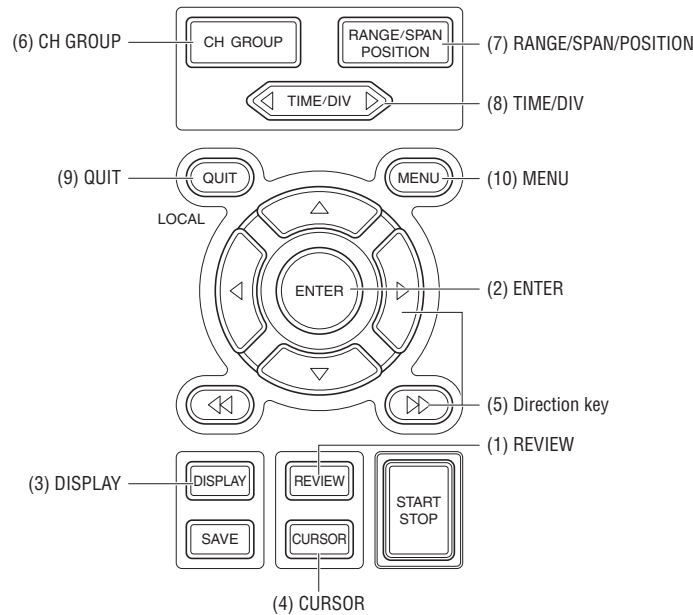 (6) CH GROUP
CH GROUP
RANGE/SPAN
POSITION
(7) RANGE/SPAN/POSITION
TIME/DIV
(8) TIME/DIV
(9) QUIT
QUIT
MENU
(10) MENU
LOCAL
ENTER
(2) ENTER
(5) Direction key
(1) REVIEW
(3) DISPLAY
DISPLAY
REVIEW
START
STOP
SAVE
CURSOR
(4) CURSOR